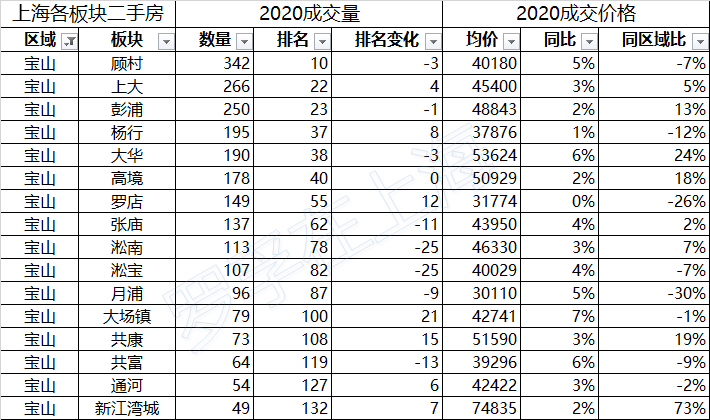 上海各板块二手房 2020成交量 2020成交价格
区域 板块 数量 排名 排名变化 均价 同比 同区域比
宝山 顾村 342 10 -3 40180 5% -7%
宝山 上大 266 22 4 45400 3% 5%
宝山 彭浦 250 23 -1 48843 2% 13%
宝山 杨行 195 37 8 37876 1% -12%
宝山 大华 190 38 -3 53624 6% 24%
宝山 高境 178 40 0 50929 2% 18%
宝山 罗店 149 55 12 31774 0% -26%
宝山 张庙 137 62 -11 43950 4% 2%
宝山 淞南 113 78 -25 46330 3% 7%
宝山 淞宝 107 82 -25 40029 4% -7%
宝山 月浦 96 87 -9 30110 5% -30%
宝山 大场镇 79 100 21 42741 7% -1%
宝山 共康 73 108 15 51590 3% 19%
宝山 共富 64 119 -13 39296 6% -9%
宝山 通河 54 127 6 42422 3% -2%
宝山 新江湾城 49 132 7 74835 2% 73%